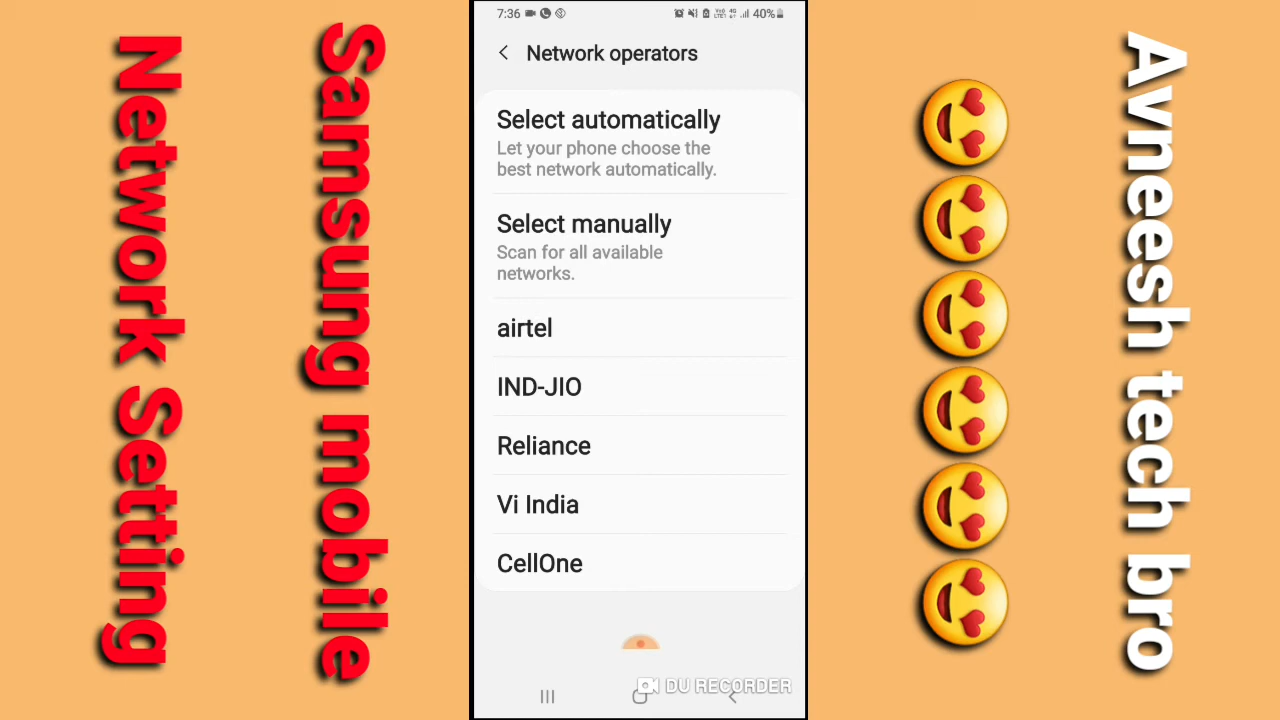 Network Setting
Samsung mobile
7:36
40%
Network operators
Select automatically
Let your phone choose the
best network automatically.
Select manually
Scan for all available
networks.
airtel
IND-JIO
Reliance
Vi India
CellOne
DU RECORDER
Avneesh tech bro